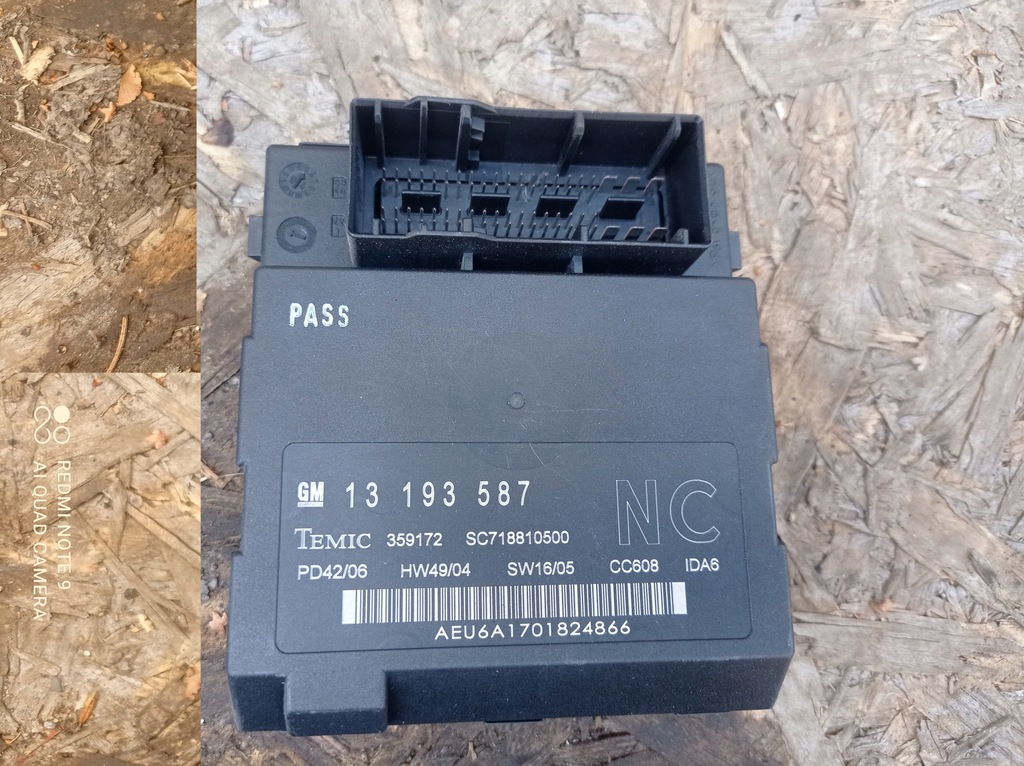 PASS
GM 13 193 587 NC
TEMIC 359172 SC718810500
PD42/06 HW49/04 SW16/05 CC608 IDA6
AEU6A1701824866
REDMI NOTE 9
AI QUAD CAMERA